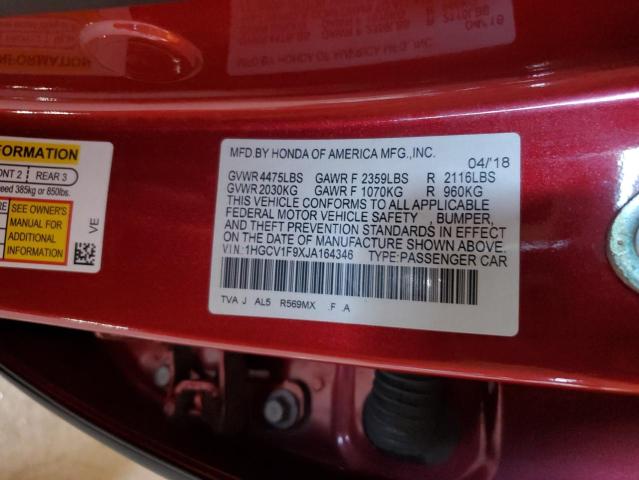 MFD.BY HONDA OF AMERICA MFG.,INC.
04/'18
GVWR 4475LBS GAWR F 2359LBS R 2116LBS
GVWR 2030KG GAWR F 1070KG R 960KG
THIS VEHICLE CONFORMS TO ALL APPLICABLE
FEDERAL MOTOR VEHICLE SAFETY , BUMPER,
AND THEFT PREVENTION STANDARDS IN EFFECT
ON THE DATE OF MANUFACTURE SHOWN ABOVE.
V I N : 1HGCV1F9XJA164346 TYPE:PASSENGER CAR
TVA J AL5 R569MX .F .A
FORMATION
ONT 2 REAR 3
ceed 385kg or 850lbs.
SEE OWNER'S
MANUAL FOR
ADDITIONAL
INFORMATION
VE